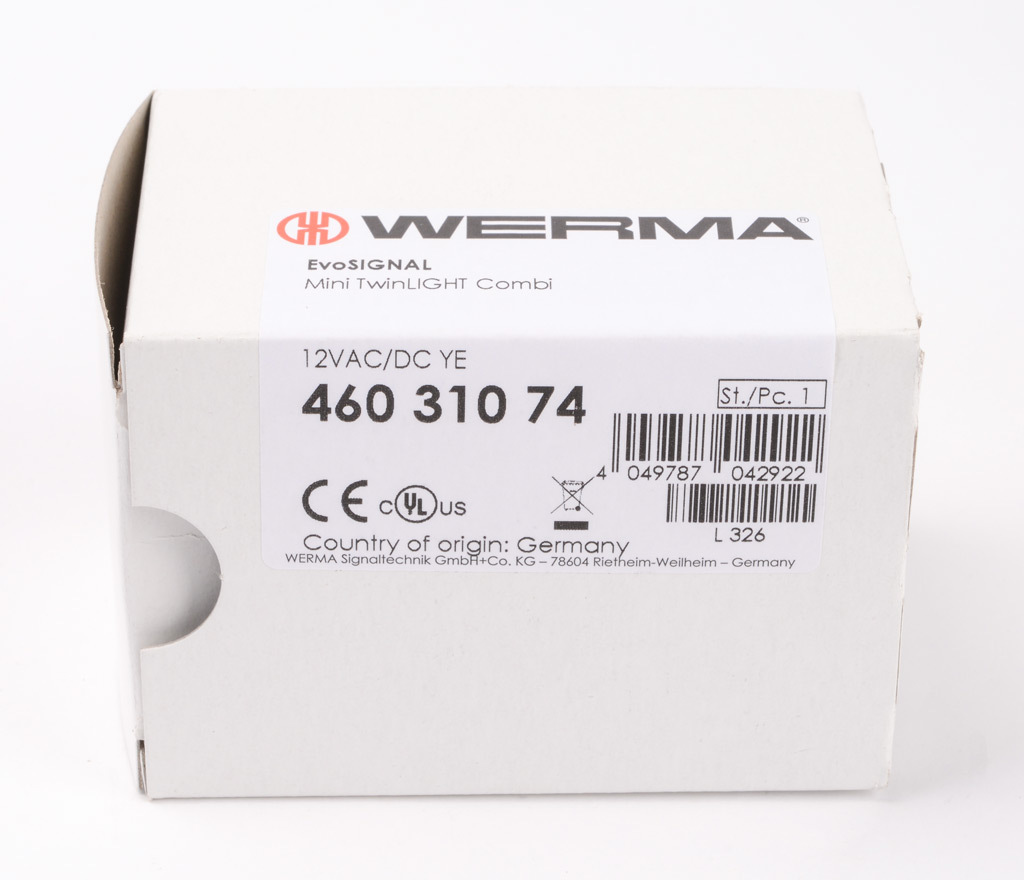 WERMA®
EvoSIGNAL
Mini TwinLIGHT Combi
12VAC/DC YE
460 310 74
St./Pc. 1
4 049787 042922
CE c UL US
L 326
Country of origin: Germany
WERMA Signaltechnik GmbH+Co. KG – 78604 Rietheim-Weilheim – Germany